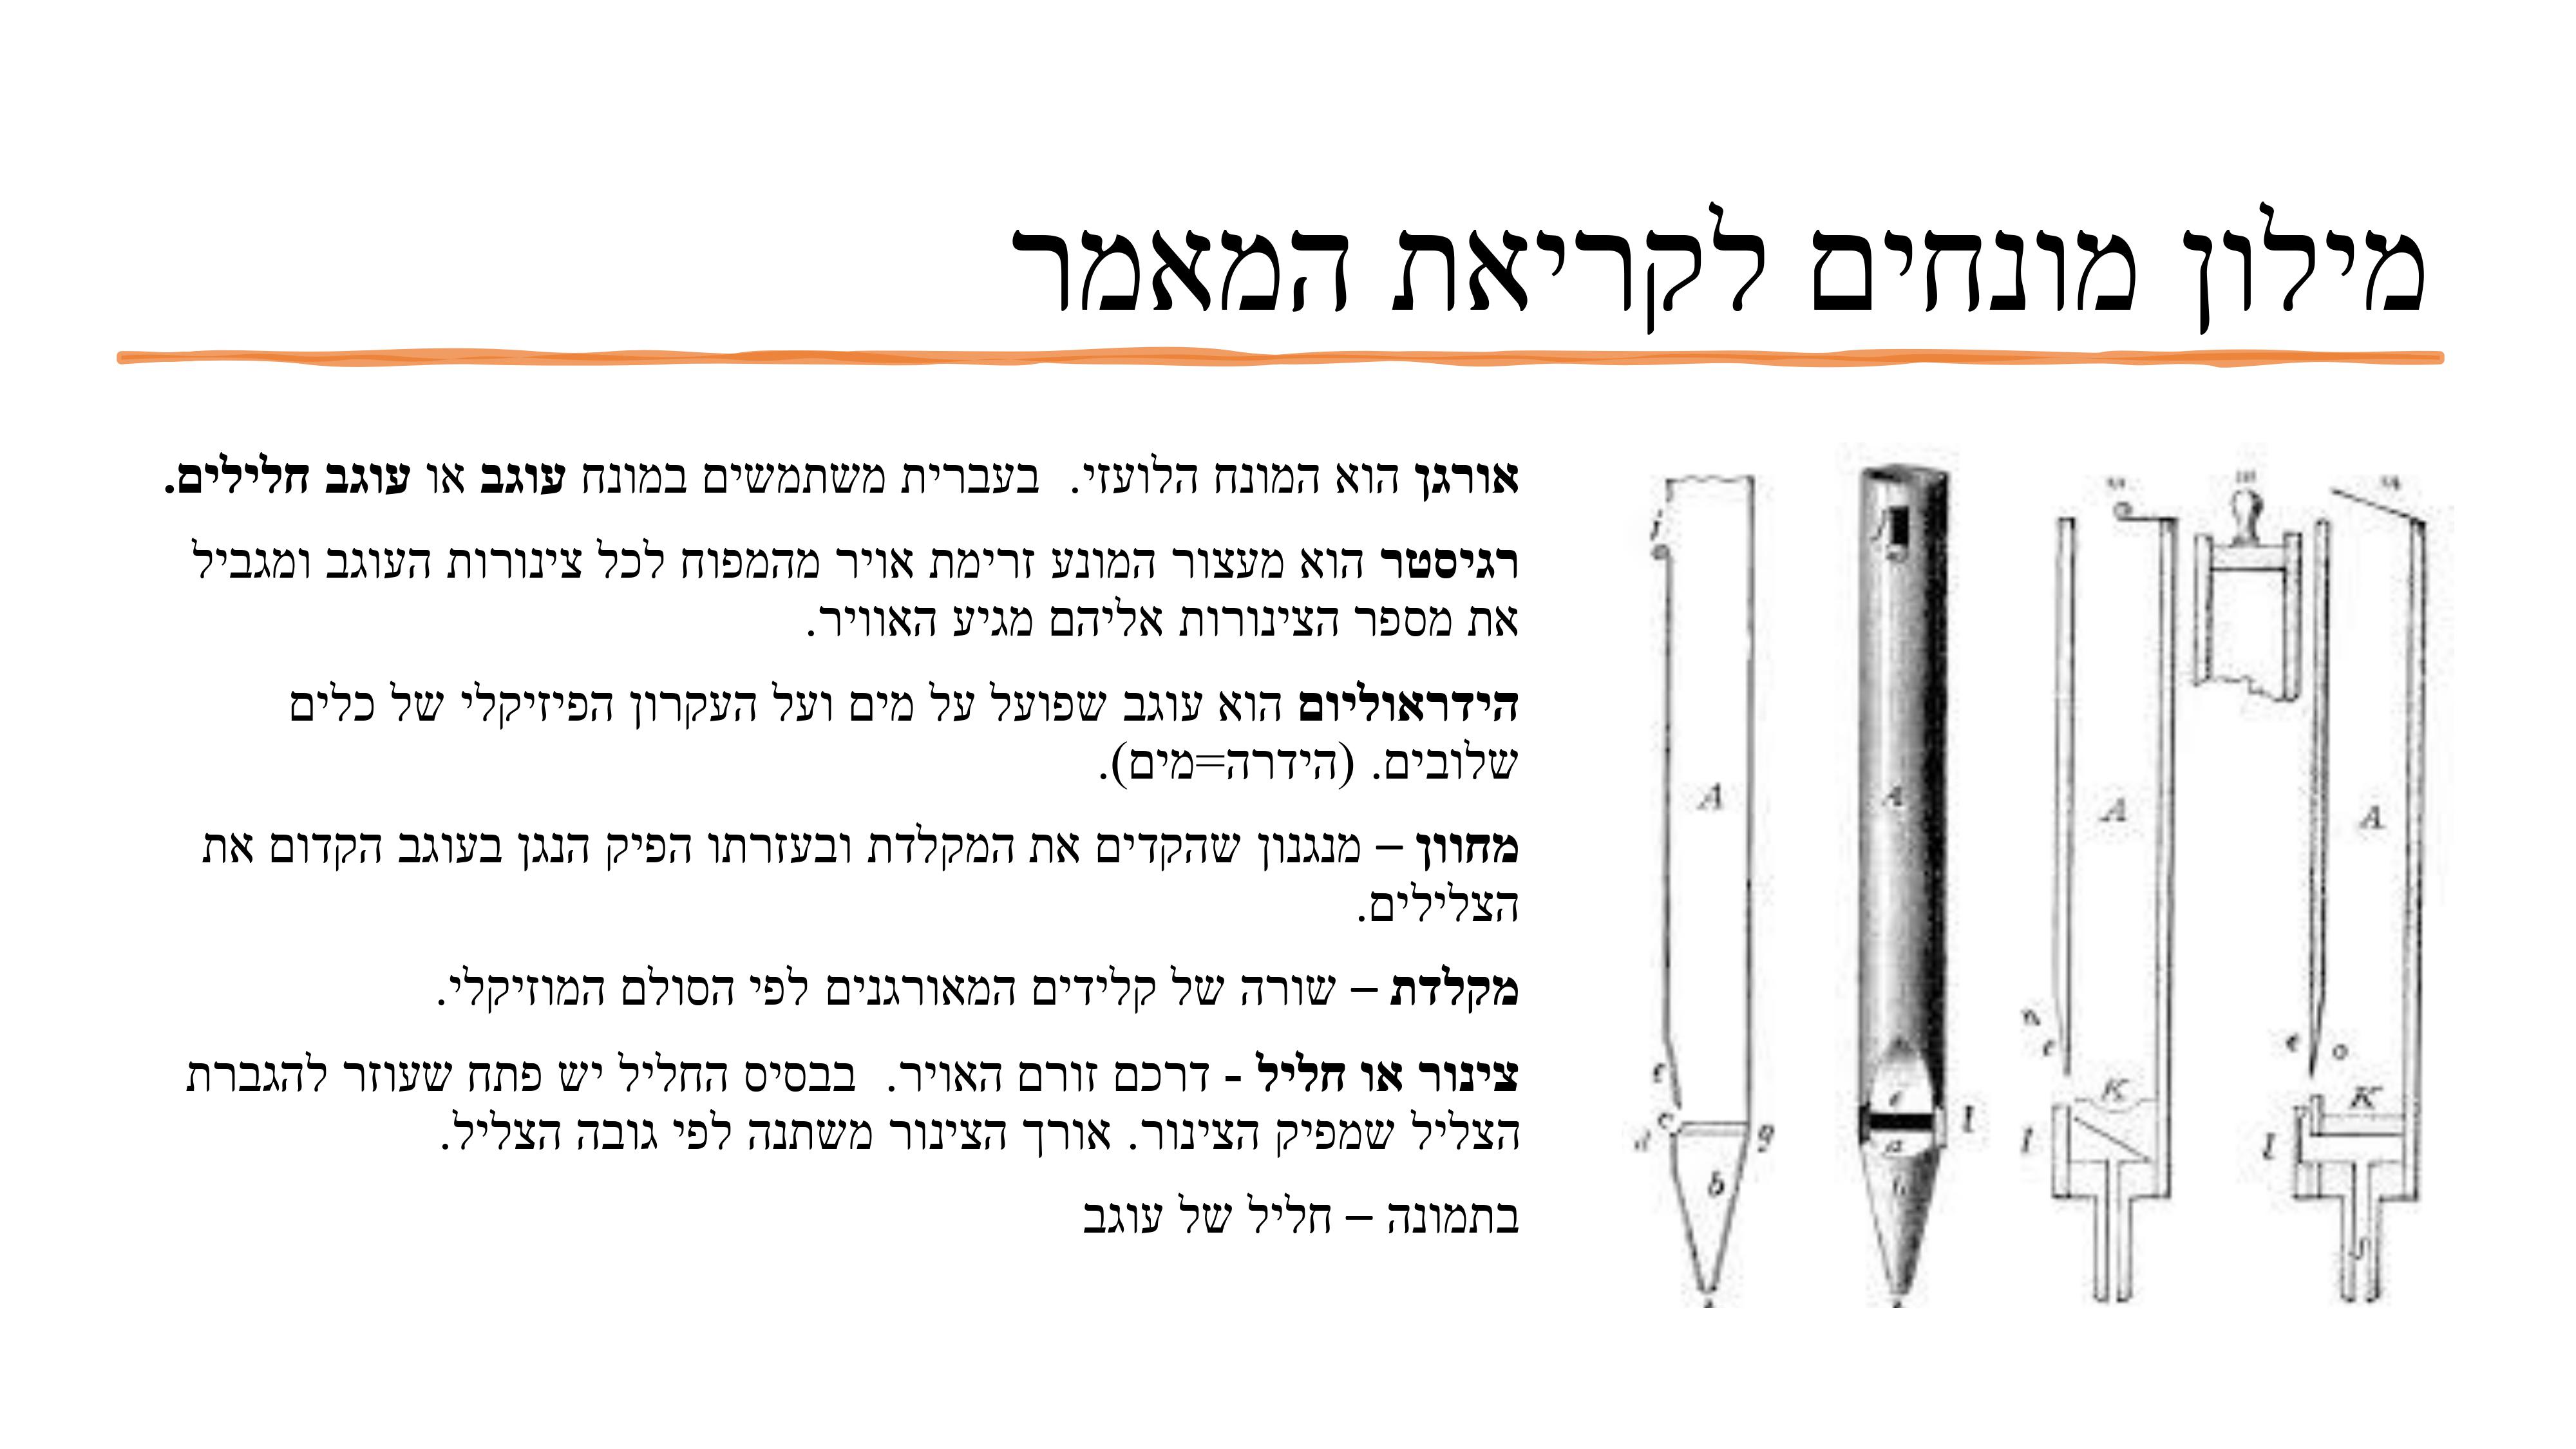 מילון מונחים לקריאת המאמר
אורגן הוא המונח הלועזי.  בעברית משתמשים במונח עוגב או עוגב חלילים.
רגיסטר הוא מעצור המונע זרימת אויר מהמפוח לכל צינורות העוגב ומגביל
את מספר הצינורות אליהם מגיע האוויר.
הידראוליום הוא עוגב שפועל על מים ועל העקרון הפיזיקלי של כלים
שלובים. (הידרה=מים).
מחוון – מנגנון שהקדים את המקלדת ובעזרתו הפיק הנגן בעוגב הקדום את
הצלילים.
מקלדת – שורה של קלידים המאורגנים לפי הסולם המוזיקלי.
צינור או חליל - דרכם זורם האויר.  בבסיס החליל יש פתח שעוזר להגברת
הצליל שמפיק הצינור. אורך הצינור משתנה לפי גובה הצליל.
בתמונה – חליל של עוגב
A
A
A
A
K
K
e
o
l
l
l
e
a
d
g
b